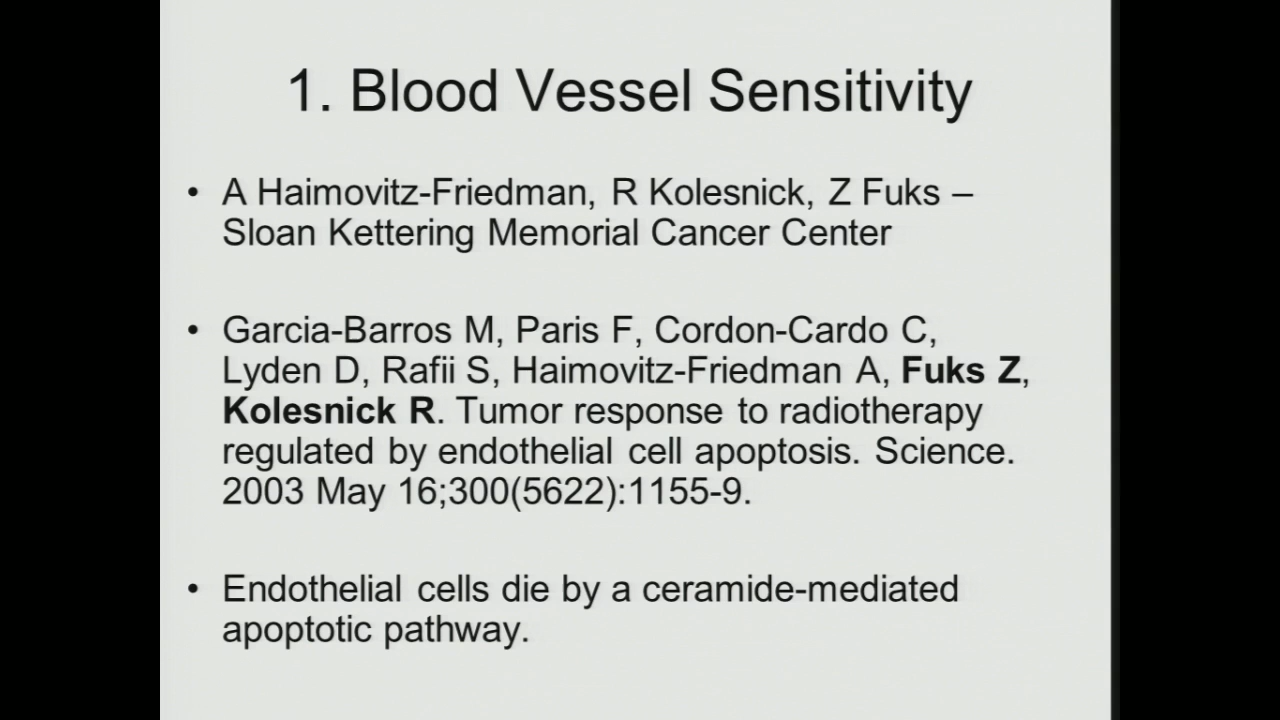 1. Blood Vessel Sensitivity
• A Haimovitz-Friedman, R Kolesnick, Z Fuks –
Sloan Kettering Memorial Cancer Center
• Garcia-Barros M, Paris F, Cordon-Cardo C,
Lyden D, Rafii S, Haimovitz-Friedman A, Fuks Z,
Kolesnick R. Tumor response to radiotherapy
regulated by endothelial cell apoptosis. Science.
2003 May 16;300(5622):1155-9.
• Endothelial cells die by a ceramide-mediated
apoptotic pathway.